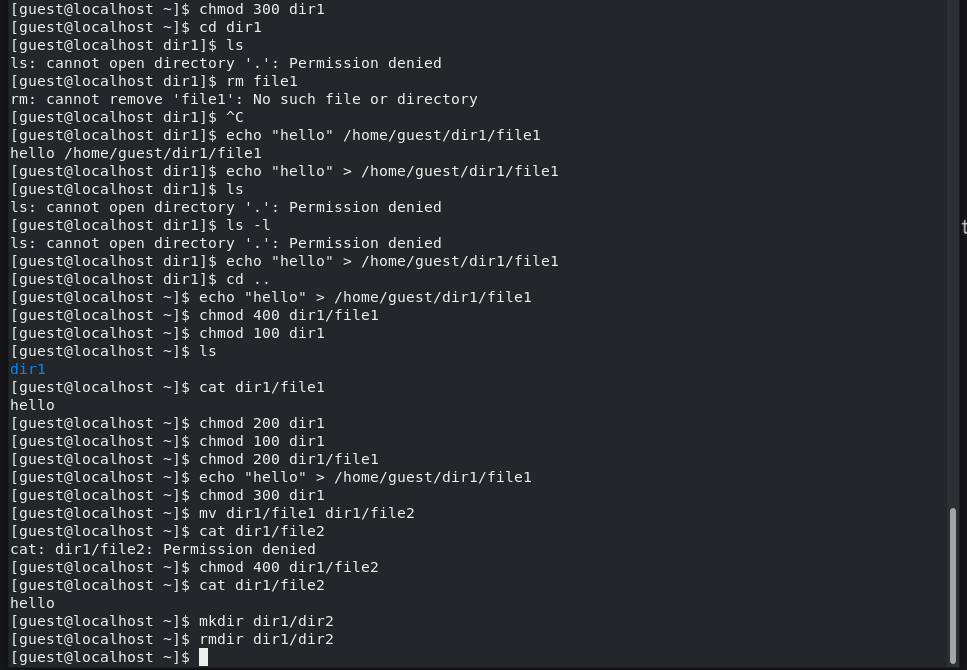 [guest@localhost ~]$ chmod 300 dir1
[guest@localhost ~]$ cd dir1
[guest@localhost dir1]$ ls
ls: cannot open directory '.': Permission denied
[guest@localhost dir1]$ rm file1
rm: cannot remove 'file1': No such file or directory
[guest@localhost dir1]$ ^C
[guest@localhost dir1]$ echo "hello" /home/guest/dir1/file1
hello /home/guest/dir1/file1
[guest@localhost dir1]$ echo "hello" > /home/guest/dir1/file1
[guest@localhost dir1]$ ls
ls: cannot open directory '.': Permission denied
[guest@localhost dir1]$ ls -l
ls: cannot open directory '.': Permission denied
[guest@localhost dir1]$ echo "hello" > /home/guest/dir1/file1
[guest@localhost dir1]$ cd ..
[guest@localhost ~]$ echo "hello" > /home/guest/dir1/file1
[guest@localhost ~]$ chmod 400 dir1/file1
[guest@localhost ~]$ chmod 100 dir1
[guest@localhost ~]$ ls
dir1
[guest@localhost ~]$ cat dir1/file1
hello
[guest@localhost ~]$ chmod 200 dir1
[guest@localhost ~]$ chmod 100 dir1
[guest@localhost ~]$ chmod 200 dir1/file1
[guest@localhost ~]$ echo "hello" > /home/guest/dir1/file1
[guest@localhost ~]$ chmod 300 dir1
[guest@localhost ~]$ mv dir1/file1 dir1/file2
[guest@localhost ~]$ cat dir1/file2
cat: dir1/file2: Permission denied
[guest@localhost ~]$ chmod 400 dir1/file2
[guest@localhost ~]$ cat dir1/file2
hello
[guest@localhost ~]$ mkdir dir1/dir2
[guest@localhost ~]$ rmdir dir1/dir2
[guest@localhost ~]$